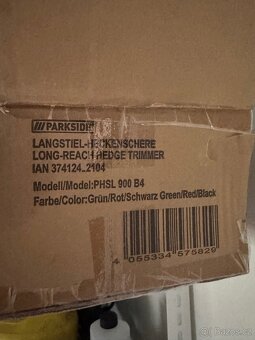 ///PARKSIDE
LANGSTIEL-HECKENSCHERE
LONG-REACH HEDGE TRIMMER
IAN 374124_2104
Modell/Model:PHSL 900 B4
Farbe/Color:Grün/Rot/Schwarz Green/Red/Black
4 055334 575829